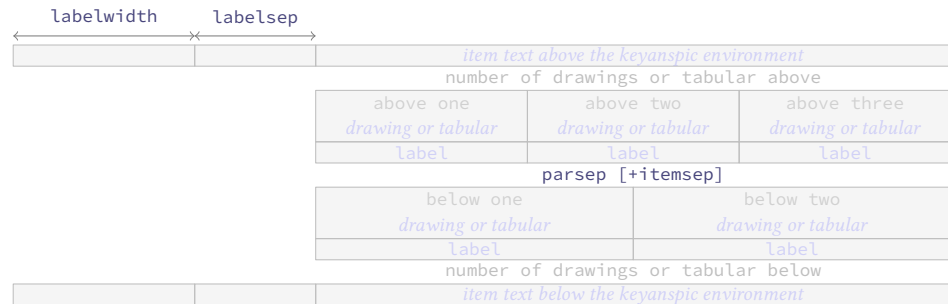 labelwidth labelsep
item text above the keyanspic environment
number of drawings or tabular above
above one above two above three
drawing or tabular drawing or tabular drawing or tabular
label label label
parsep [+itemsep]
below one below two
drawing or tabular drawing or tabular
label label
number of drawings or tabular below
item text below the keyanspic environment